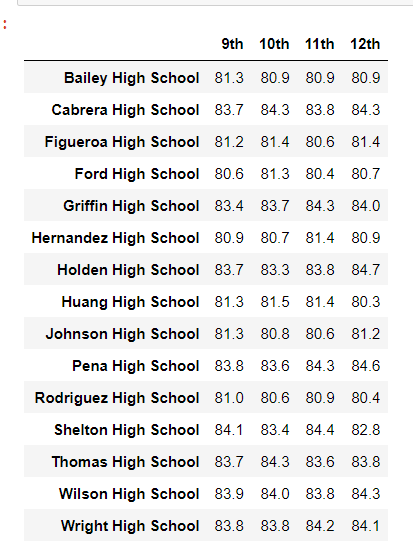 :
9th 10th 11th 12th
Bailey High School 81.3 80.9 80.9 80.9
Cabrera High School 83.7 84.3 83.8 84.3
Figueroa High School 81.2 81.4 80.6 81.4
Ford High School 80.6 81.3 80.4 80.7
Griffin High School 83.4 83.7 84.3 84.0
Hernandez High School 80.9 80.7 81.4 80.9
Holden High School 83.7 83.3 83.8 84.7
Huang High School 81.3 81.5 81.4 80.3
Johnson High School 81.3 80.8 80.6 81.2
Pena High School 83.8 83.6 84.3 84.6
Rodriguez High School 81.0 80.6 80.9 80.4
Shelton High School 84.1 83.4 84.4 82.8
Thomas High School 83.7 84.3 83.6 83.8
Wilson High School 83.9 84.0 83.8 84.3
Wright High School 83.8 83.8 84.2 84.1